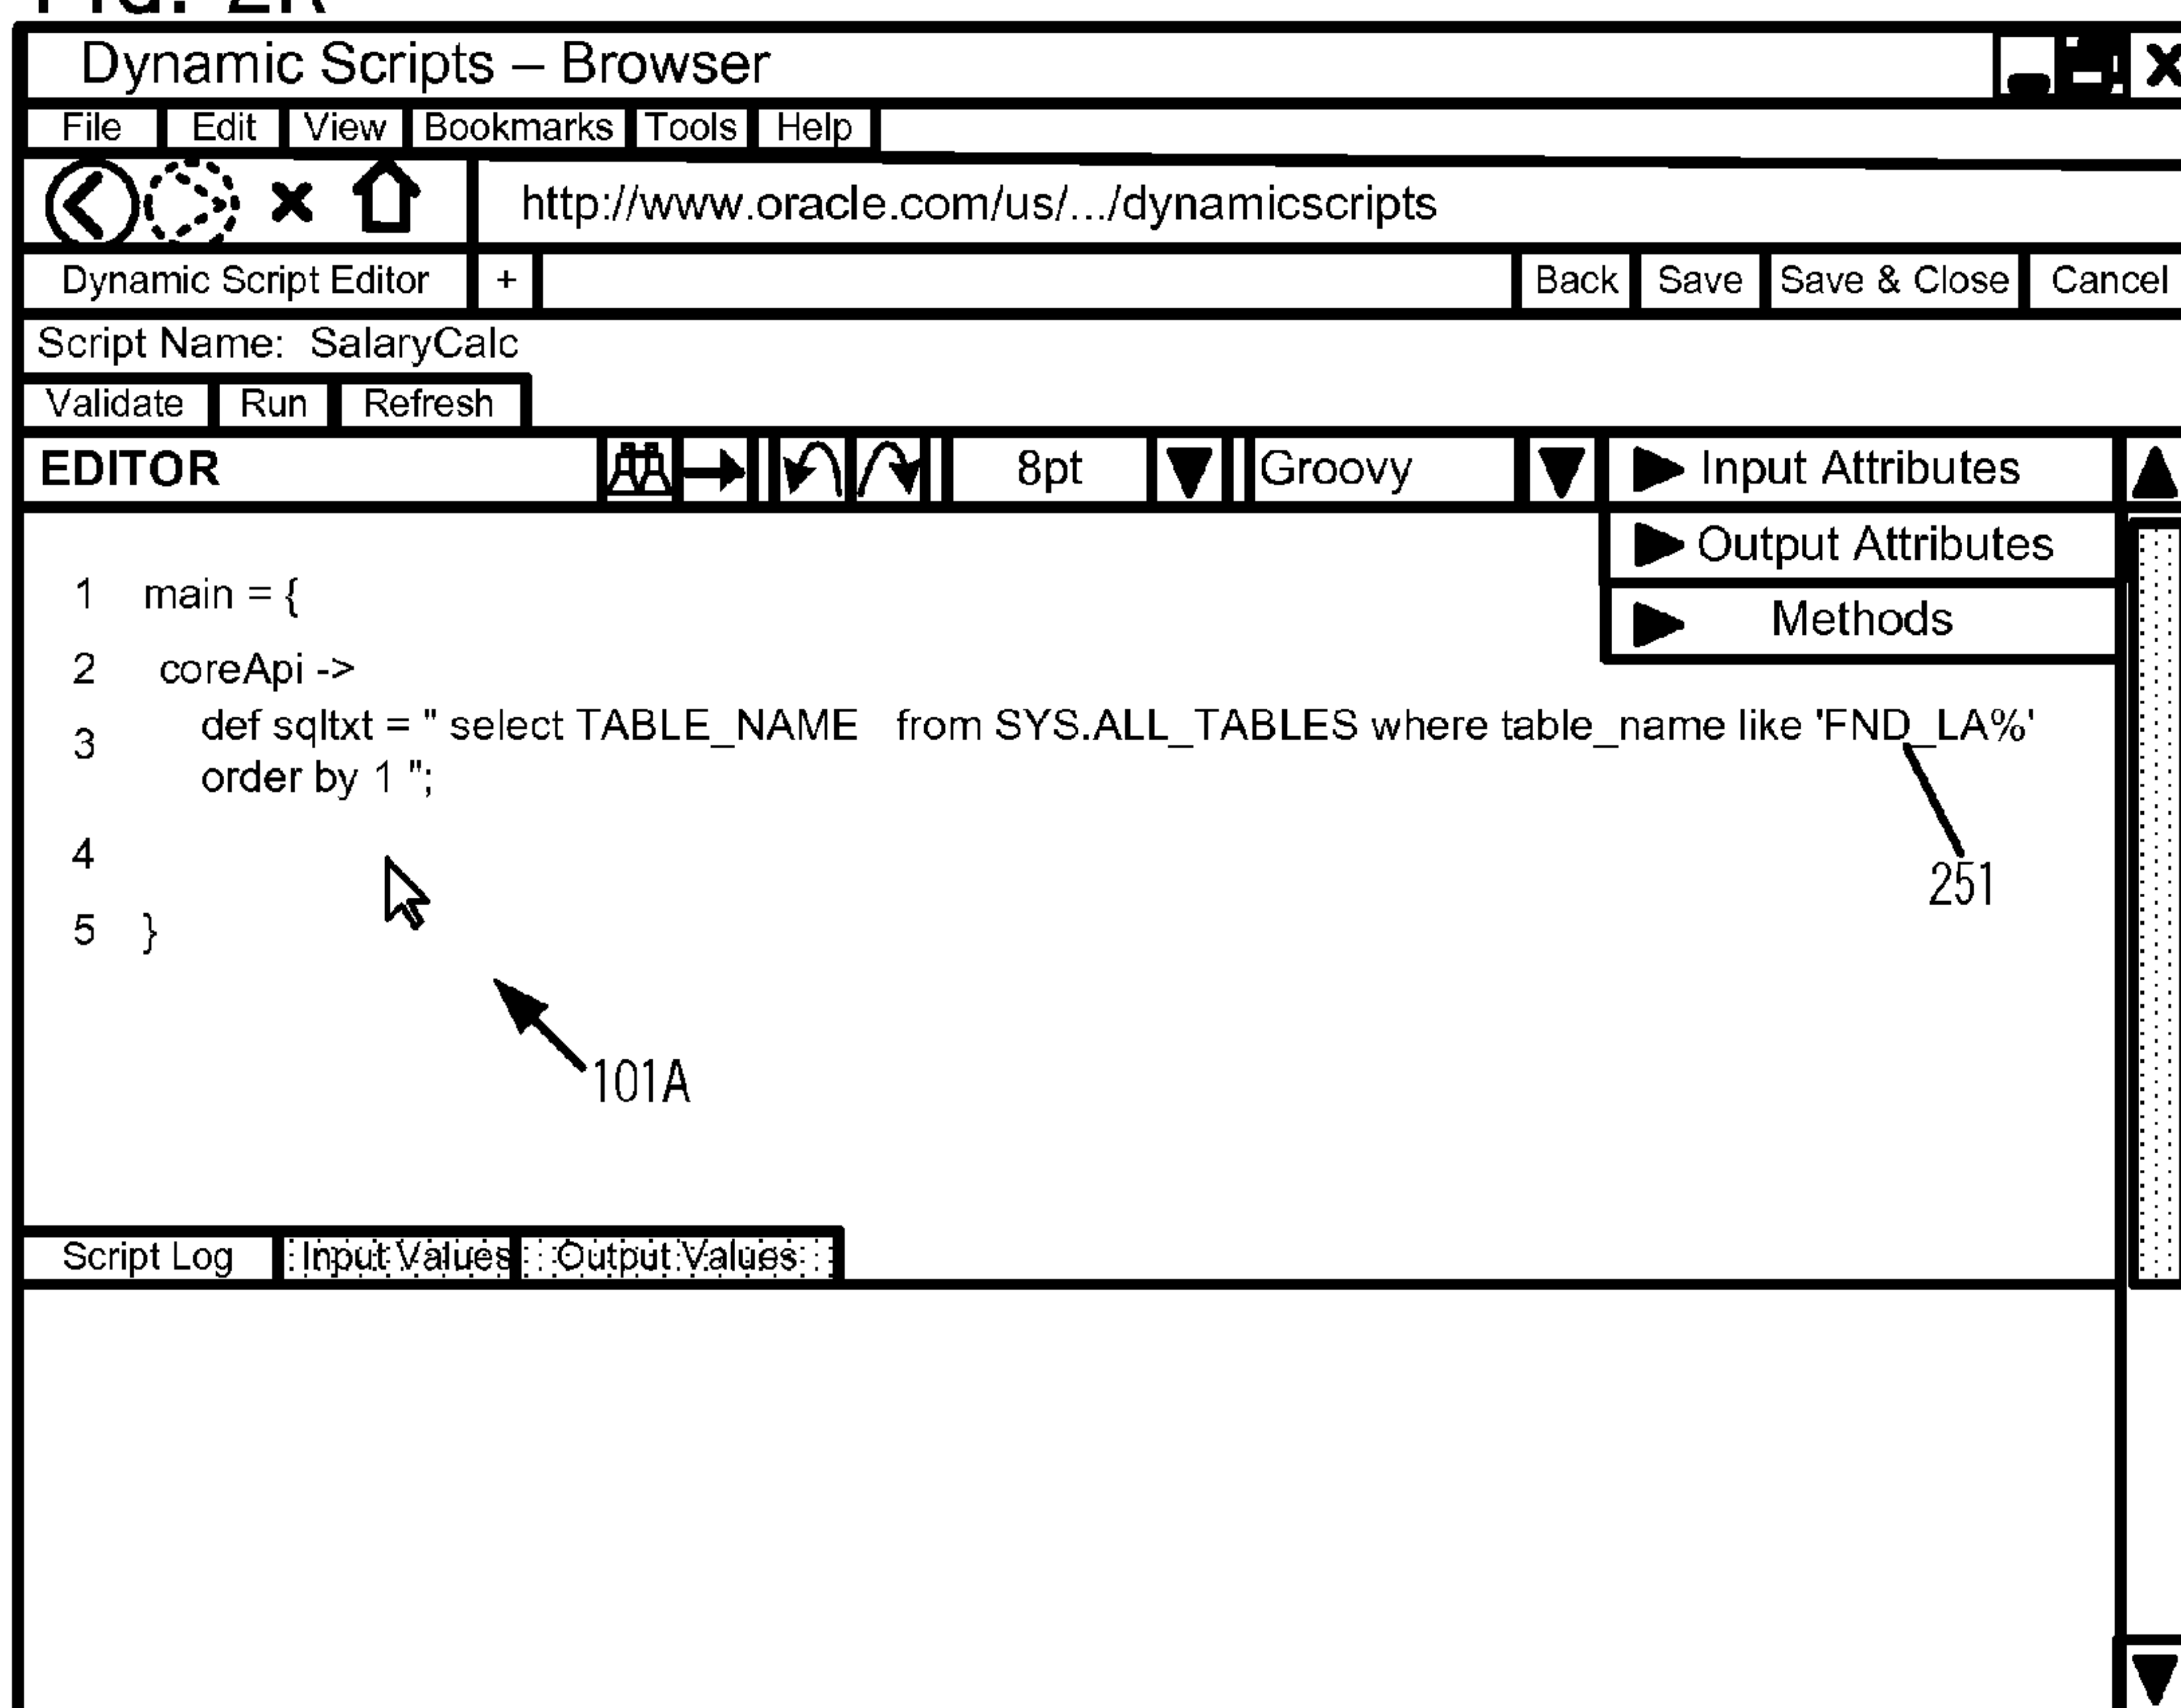 Dynamic Scripts – Browser
File Edit View Bookmarks Tools Help
http://www.oracle.com/us/.../dynamicscripts
Dynamic Script Editor + Back Save Save & Close Cancel
Script Name: SalaryCalc
Validate Run Refresh
EDITOR 8pt Groovy Input Attributes
Output Attributes
1 main = {
Methods
2 coreApi ->
3 def sqltxt = " select TABLE_NAME from SYS.ALL_TABLES where table_name like 'FND_LA%'
order by 1 ";
4
251
5 }
101A
Script Log Input Values Output Values